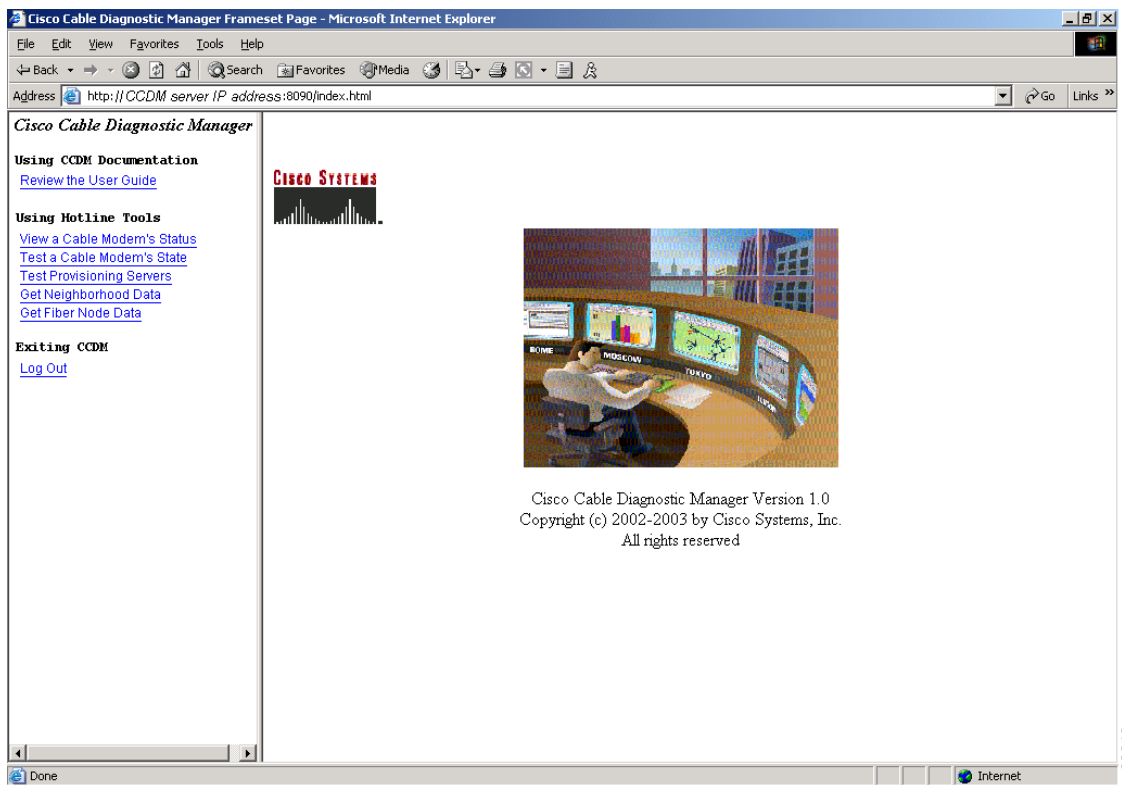 Cisco Cable Diagnostic Manager Frameset Page - Microsoft Internet Explorer
File Edit View Favorites Tools Help
Back Search Favorites Media
Address http://CCDM server IP address:8090/index.html Go Links »
Cisco Cable Diagnostic Manager
Using CCDM Documentation
Review the User Guide
Using Hotline Tools
View a Cable Modem's Status
Test a Cable Modem's State
Test Provisioning Servers
Get Neighborhood Data
Get Fiber Node Data
Exiting CCDM
Log Out
CISCO SYSTEMS
ROME MOSCOW TOKYO
Cisco Cable Diagnostic Manager Version 1.0
Copyright (c) 2002-2003 by Cisco Systems, Inc.
All rights reserved
Done Internet